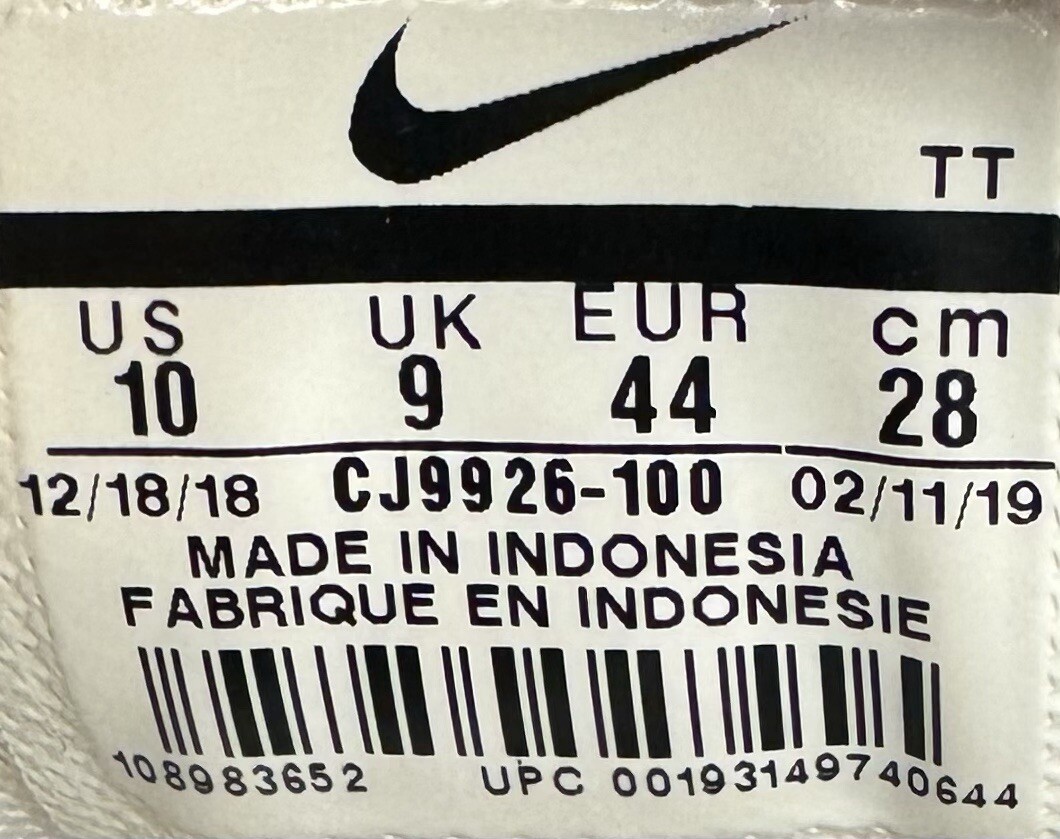 TT
US UK EUR cm
10 9 44 28
12/18/18 CJ9926-100 02/11/19
MADE IN INDONESIA
FABRIQUE EN INDONESIE
108983652 UPC 00193149740644